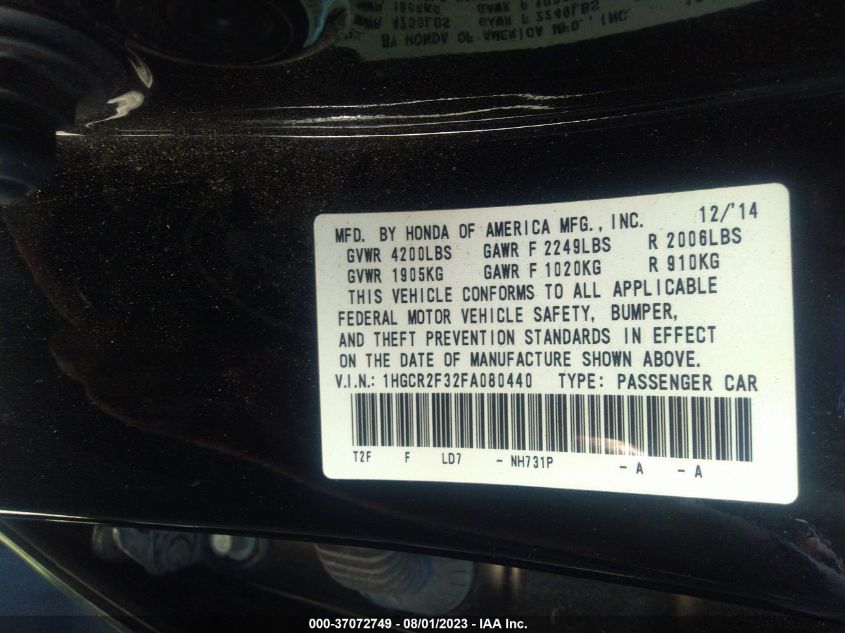 MFD. BY HONDA OF AMERICA MFG., INC. 12/'14
GVWR 4200LBS GAWR F 2249LBS R 2006LBS
GVWR 1905KG GAWR F 1020KG R 910KG
THIS VEHICLE CONFORMS TO ALL APPLICABLE
FEDERAL MOTOR VEHICLE SAFETY, BUMPER,
AND THEFT PREVENTION STANDARDS IN EFFECT
ON THE DATE OF MANUFACTURE SHOWN ABOVE.
V.I.N.: 1HGCR2F32FA080440 TYPE: PASSENGER CAR
T2F F LD7 - NH731P - A - A
000-37072749 - 08/01/2023 - IAA Inc.